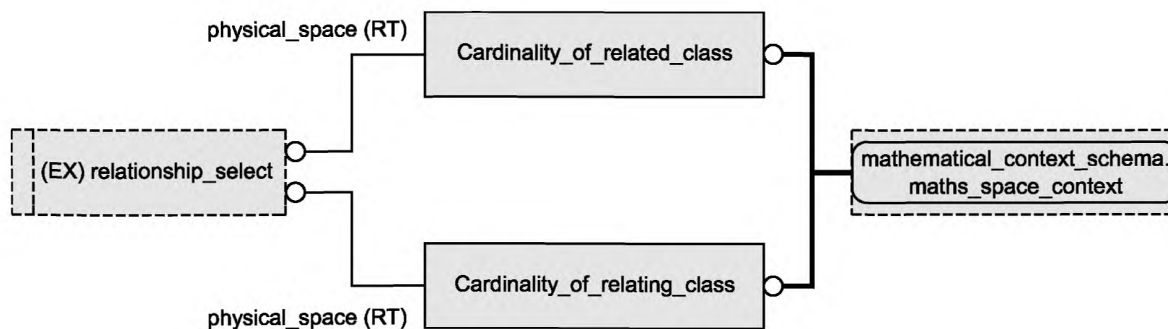 physical_space (RT)
Cardinality_of_related_class
(EX) relationship_select
mathematical_context_schema.
maths_space_context
Cardinality_of_relating_class
physical_space (RT)